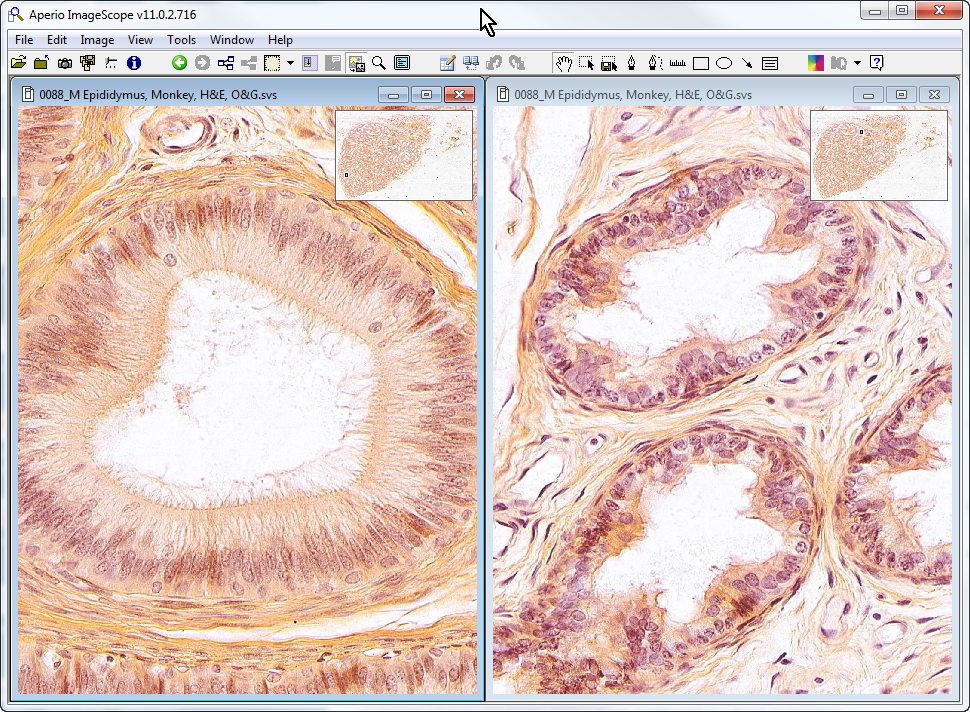 Aperio ImageScope v11.0.2.716
File Edit Image View Tools Window Help
0088_M Epididymus, Monkey, H&E, O&G.svs
0088_M Epididymus, Monkey, H&E, O&G.svs